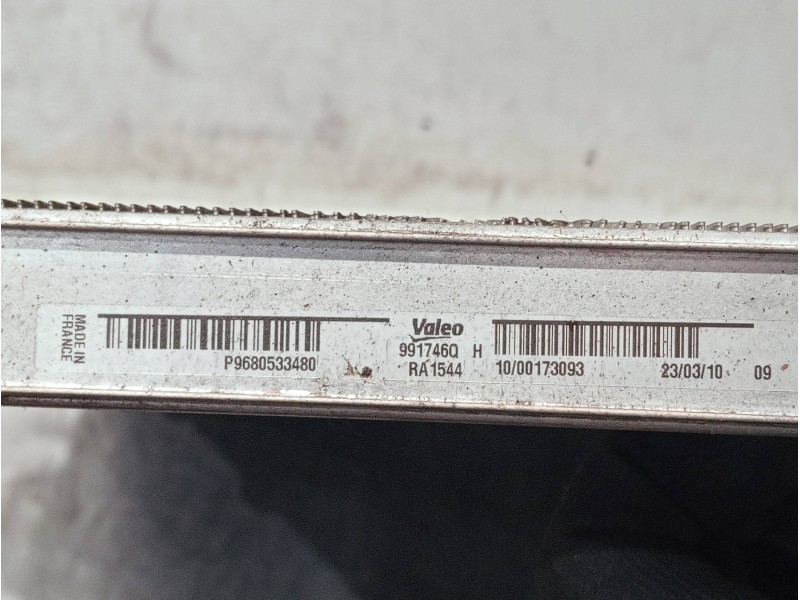 MADE IN
FRANCE
P9680533480
Valeo
991746Q H
RA1544
10/00173093
23/03/10 09